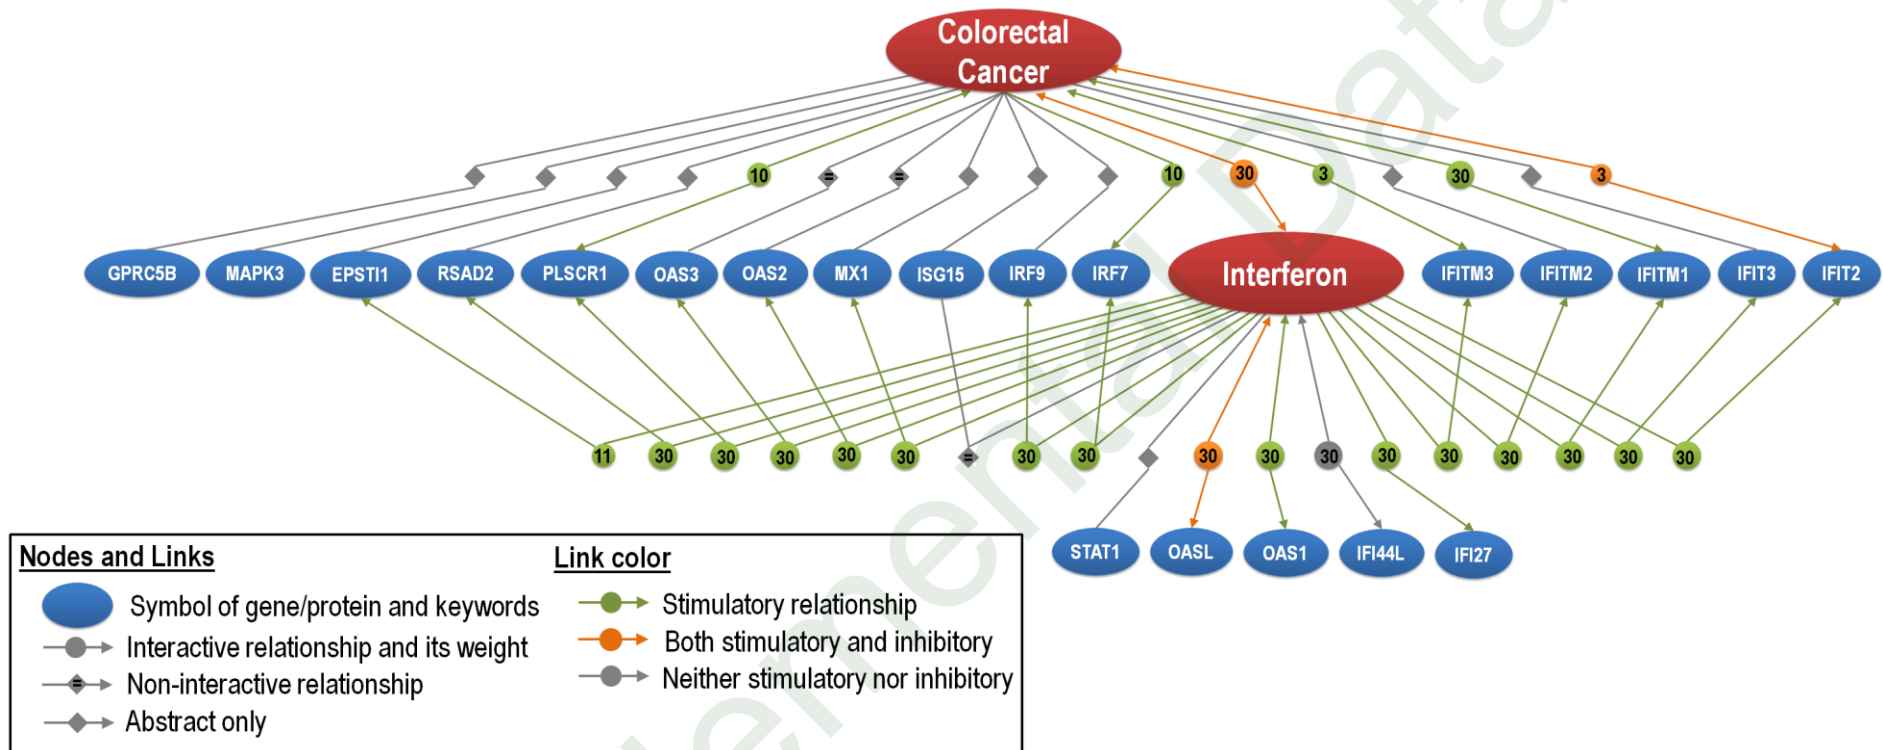 Colorectal
Cancer
10 = = 10 30 3 30 3
GPRC5B MAPK3 EPSTI1 RSAD2 PLSCR1 OAS3 OAS2 MX1 ISG15 IRF9 IRF7 Interferon IFITM3 IFITM2 IFITM1 IFIT3 IFIT2
11 30 30 30 30 30 = 30 30 30 30 30 30 30 30 30 30 30
STAT1 OASL OAS1 IFI44L IFI27
Nodes and Links
Symbol of gene/protein and keywords
Interactive relationship and its weight
= Non-interactive relationship
Abstract only
Link color
Stimulatory relationship
Both stimulatory and inhibitory
Neither stimulatory nor inhibitory
emental Data